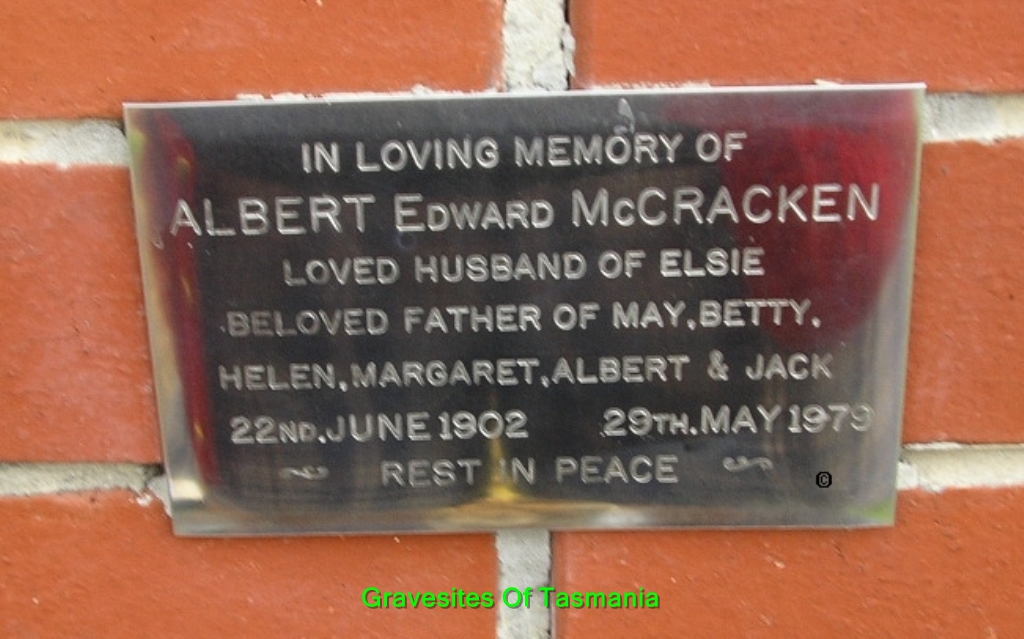 IN LOVING MEMORY OF
ALBERT EDWARD McCRACKEN
LOVED HUSBAND OF ELSIE
BELOVED FATHER OF MAY, BETTY,
HELEN, MARGARET, ALBERT & JACK
22ND. JUNE 1902 29TH. MAY 1979
REST IN PEACE
©
Gravesites Of Tasmania